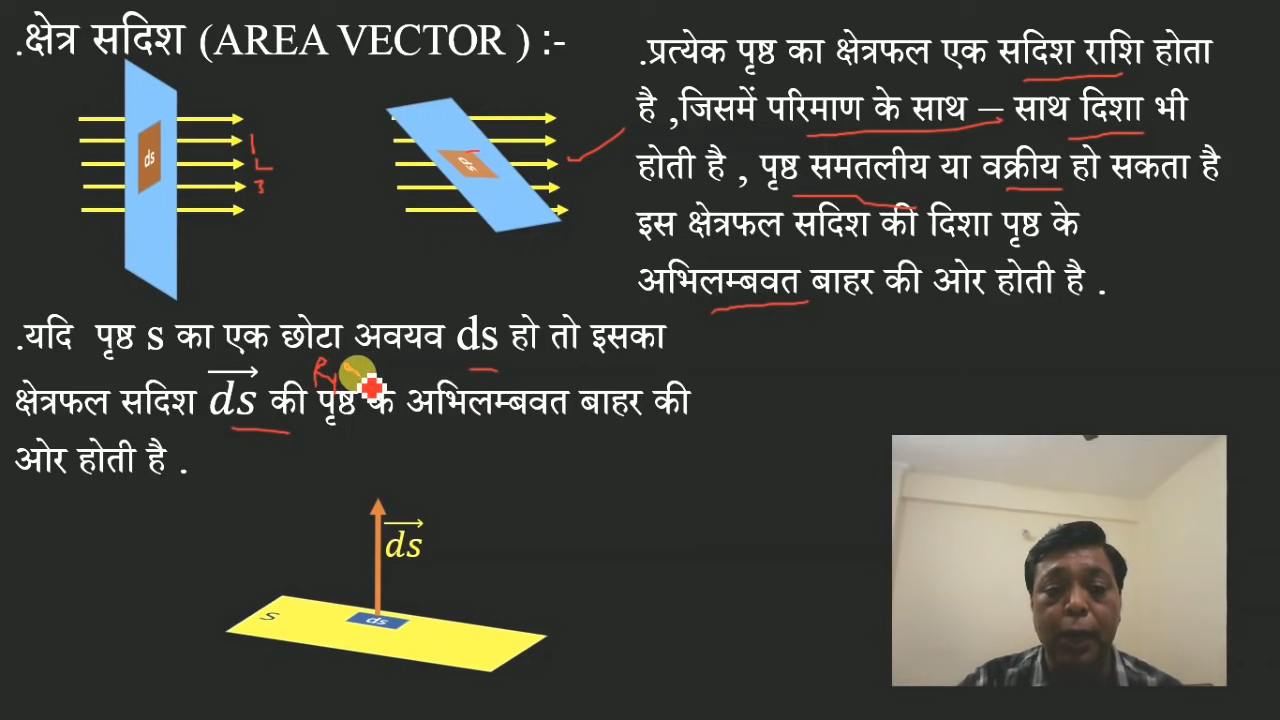 .क्षेत्र सदिश (AREA VECTOR ) :-
.प्रत्येक पृष्ठ का क्षेत्रफल एक सदिश राशि होता
है ,जिसमें परिमाण के साथ – साथ दिशा भी
होती है , पृष्ठ समतलीय या वक्रीय हो सकता है
इस क्षेत्रफल सदिश की दिशा पृष्ठ के
अभिलम्बवत बाहर की ओर होती है .
ds
ds
.यदि पृष्ठ s का एक छोटा अवयव ds हो तो इसका
क्षेत्रफल सदिश ds की पृष्ठ के अभिलम्बवत बाहर की
ओर होती है .
ds
S
ds